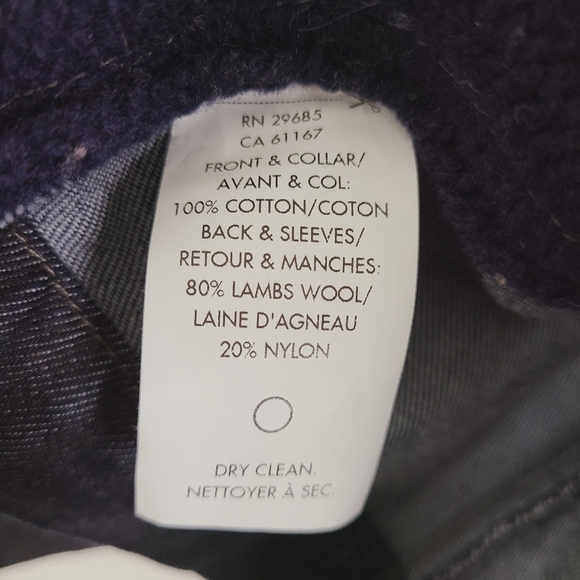 RN 29685
CA 61167
FRONT & COLLAR/
AVANT & COL:
100% COTTON/COTON
BACK & SLEEVES/
RETOUR & MANCHES:
80% LAMBS WOOL/
LAINE D'AGNEAU
20% NYLON
DRY CLEAN.
NETTOYER À SEC.